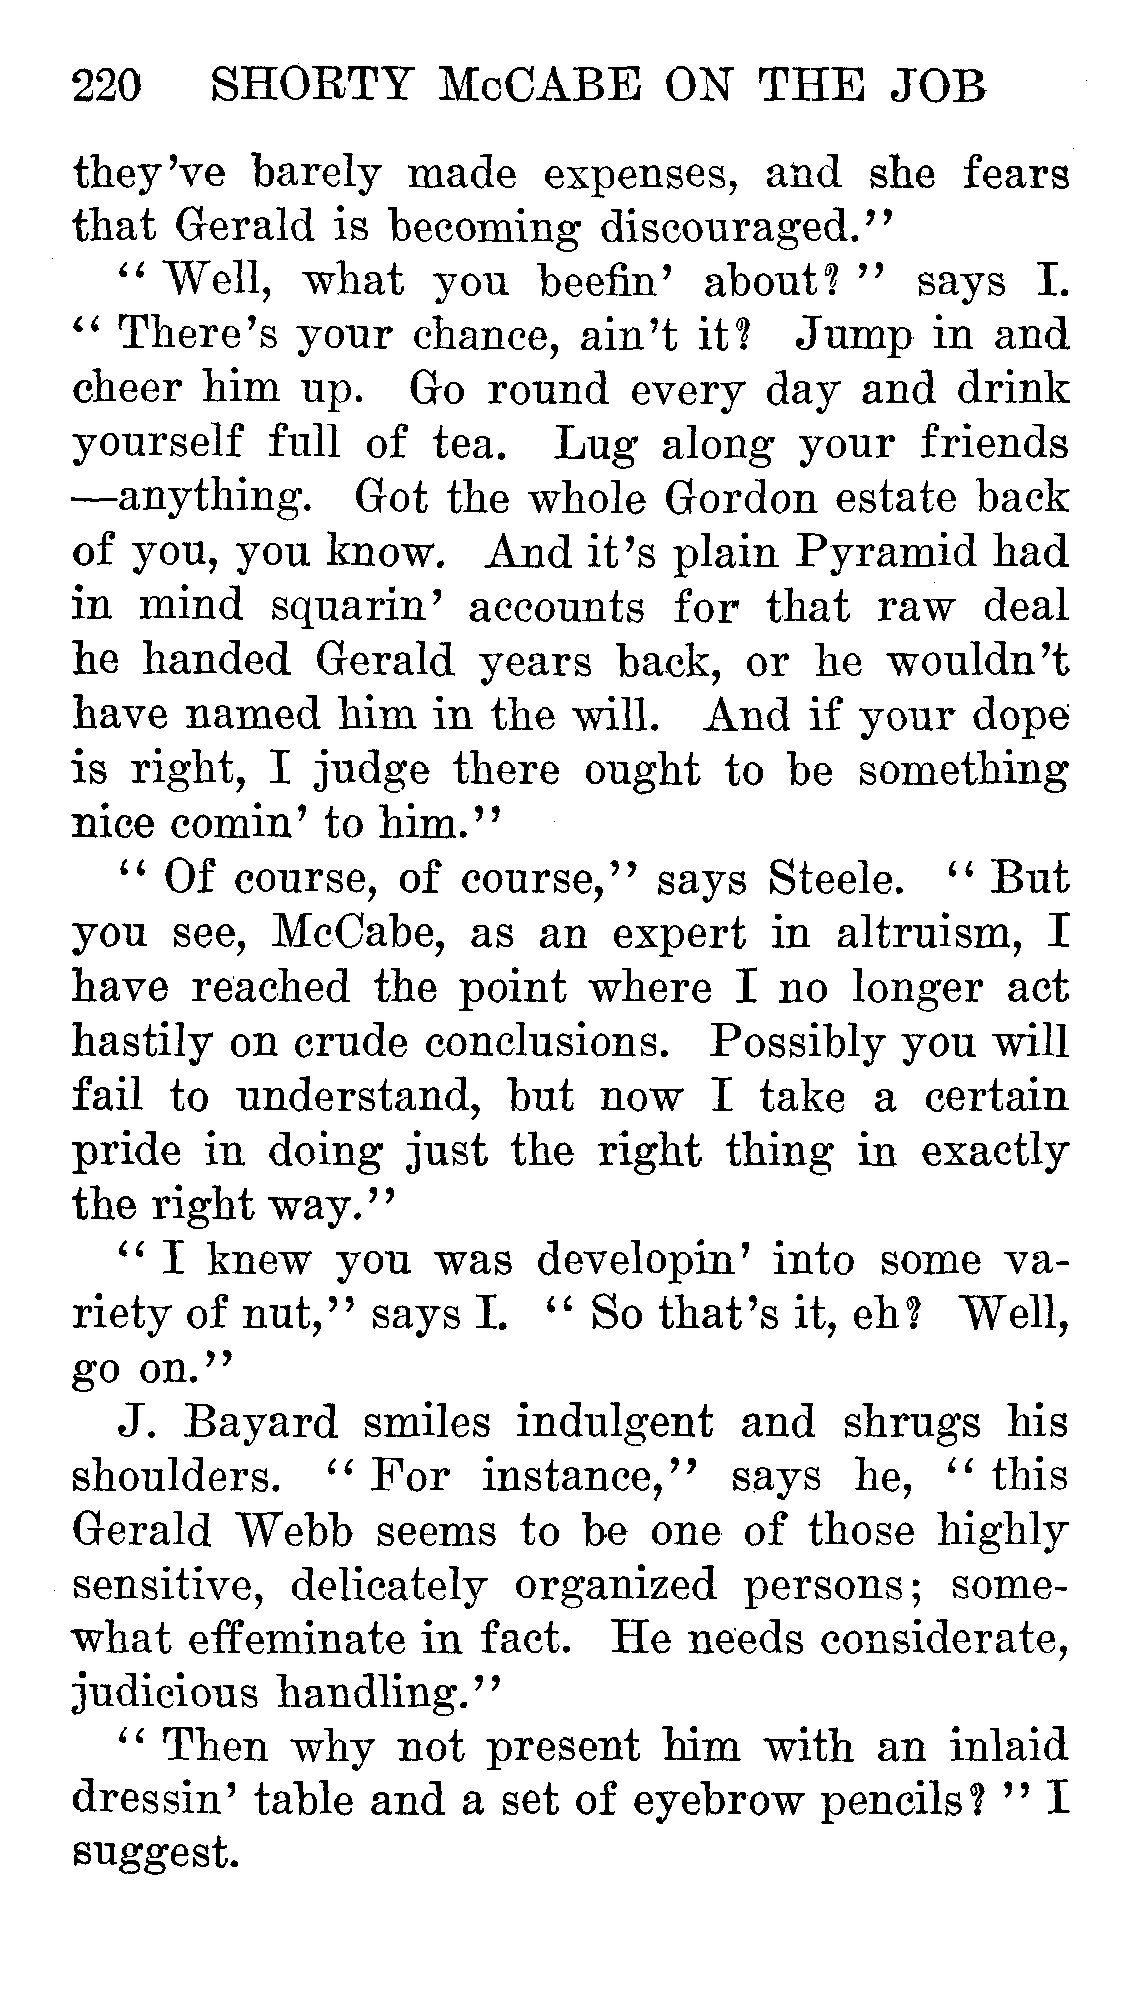 220 SHORTY McCABE ON THE JOB
they've barely made expenses, and she fears
that Gerald is becoming discouraged."
"Well, what you beefin' about?" says I.
"There's your chance, ain't it? Jump in and
cheer him up. Go round every day and drink
yourself full of tea. Lug along your friends
—anything. Got the whole Gordon estate back
of you, you know. And it's plain Pyramid had
in mind squarin' accounts for that raw deal
he handed Gerald years back, or he wouldn't
have named him in the will. And if your dope
is right, I judge there ought to be something
nice comin' to him."
"Of course, of course," says Steele. "But
you see, McCabe, as an expert in altruism, I
have reached the point where I no longer act
hastily on crude conclusions. Possibly you will
fail to understand, but now I take a certain
pride in doing just the right thing in exactly
the right way."
"I knew you was developin' into some va-
riety of nut," says I. "So that's it, eh? Well,
go on."
J. Bayard smiles indulgent and shrugs his
shoulders. "For instance," says he, "this
Gerald Webb seems to be one of those highly
sensitive, delicately organized persons; some-
what effeminate in fact. He needs considerate,
judicious handling."
"Then why not present him with an inlaid
dressin' table and a set of eyebrow pencils?" I
suggest.